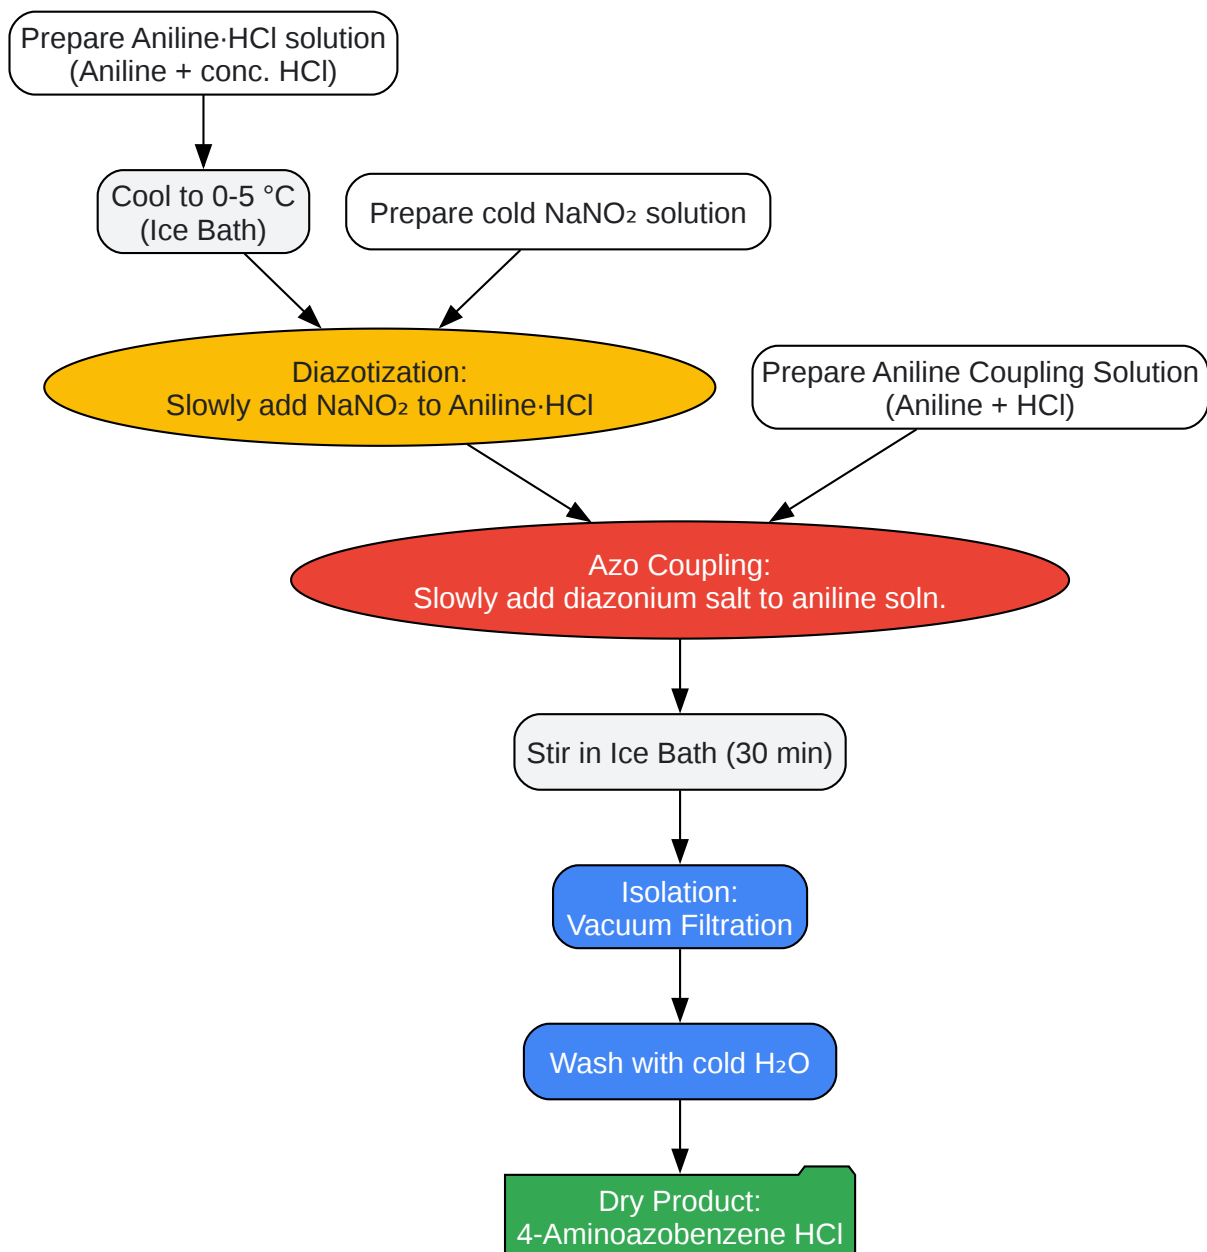 Prepare Aniline·HCl solution
(Aniline + conc. HCl)
Cool to 0-5 °C
(Ice Bath)
Prepare cold NaNO₂ solution
Diazotization:
Slowly add NaNO₂ to Aniline·HCl
Prepare Aniline Coupling Solution
(Aniline + HCl)
Azo Coupling:
Slowly add diazonium salt to aniline soln.
Stir in Ice Bath (30 min)
Isolation:
Vacuum Filtration
Wash with cold H₂O
Dry Product:
4-Aminoazobenzene HCl